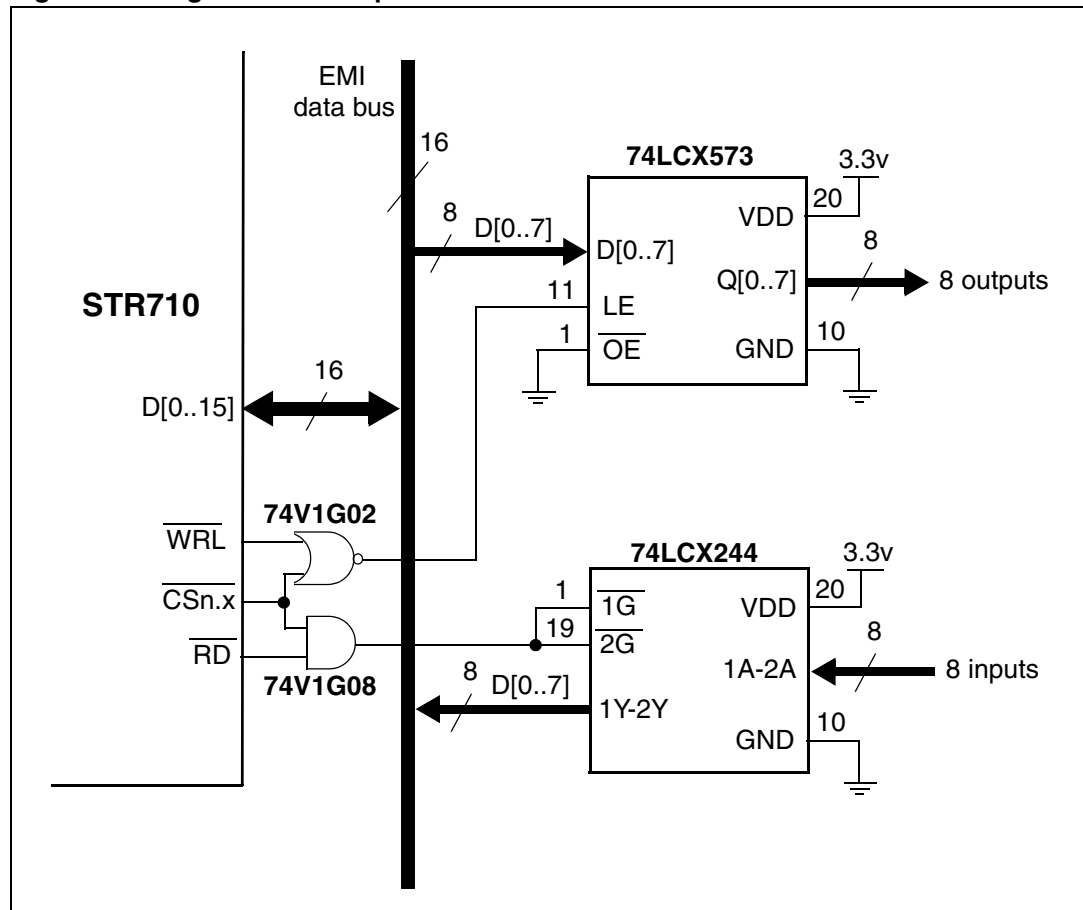 EMI
data bus
16
74LCX573
3.3v
20
VDD
8
D[0..7]
D[0..7]
8
Q[0..7]
8 outputs
11
LE
1
OE
GND
10
STR710
16
D[0..15]
74V1G02
WRL
CSn.x
RD
74V1G08
74LCX244
3.3v
20
VDD
1
1G
19
2G
8
1A-2A
8 inputs
8
D[0..7]
1Y-2Y
GND
10